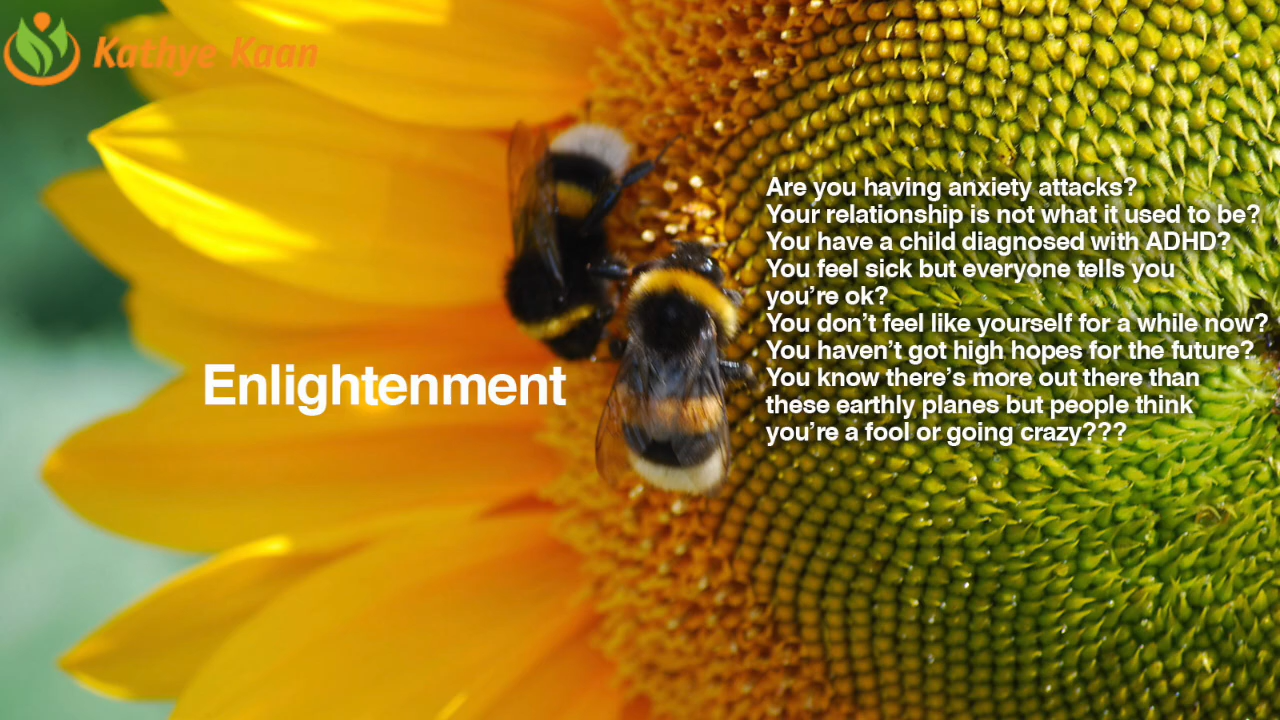 Kathye Kaan
Enlightenment
Are you having anxiety attacks?
Your relationship is not what it used to be?
You have a child diagnosed with ADHD?
You feel sick but everyone tells you
you’re ok?
You don’t feel like yourself for a while now?
You haven’t got high hopes for the future?
You know there’s more out there than
these earthly planes but people think
you’re a fool or going crazy???